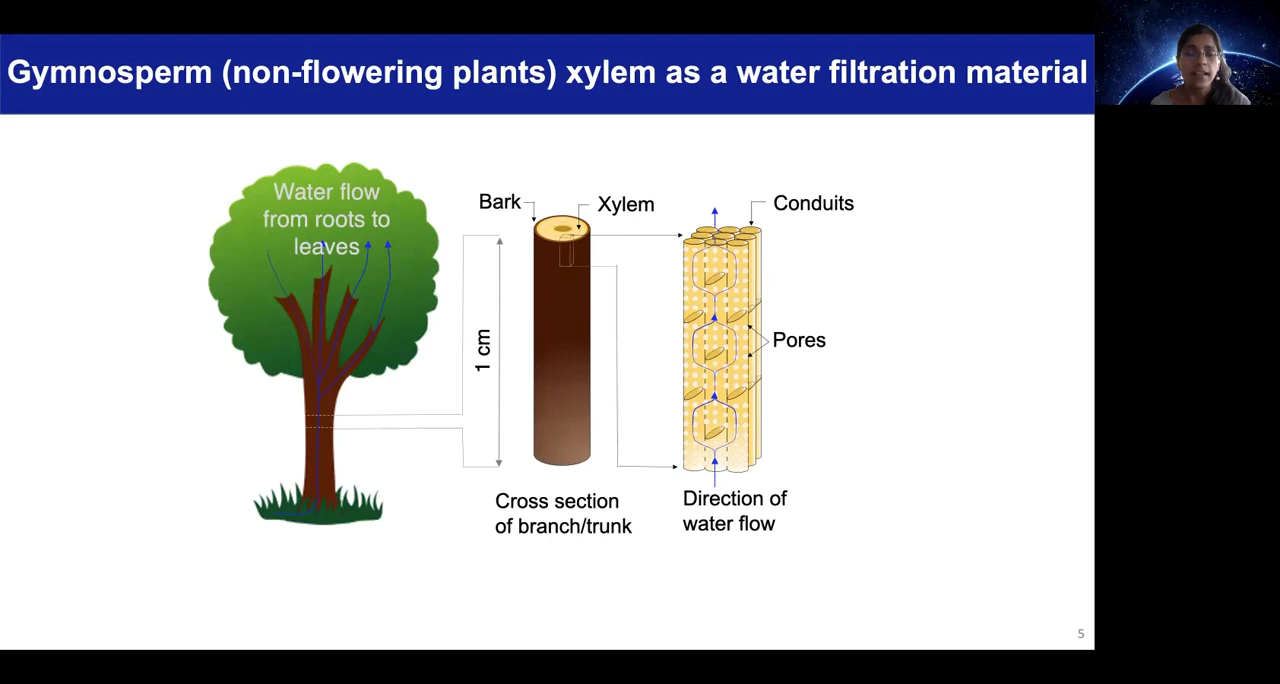 Gymnosperm (non-flowering plants) xylem as a water filtration material
Water flow
from roots to
leaves
Bark
Xylem
Conduits
1 cm
Pores
Cross section
of branch/trunk
Direction of
water flow
5